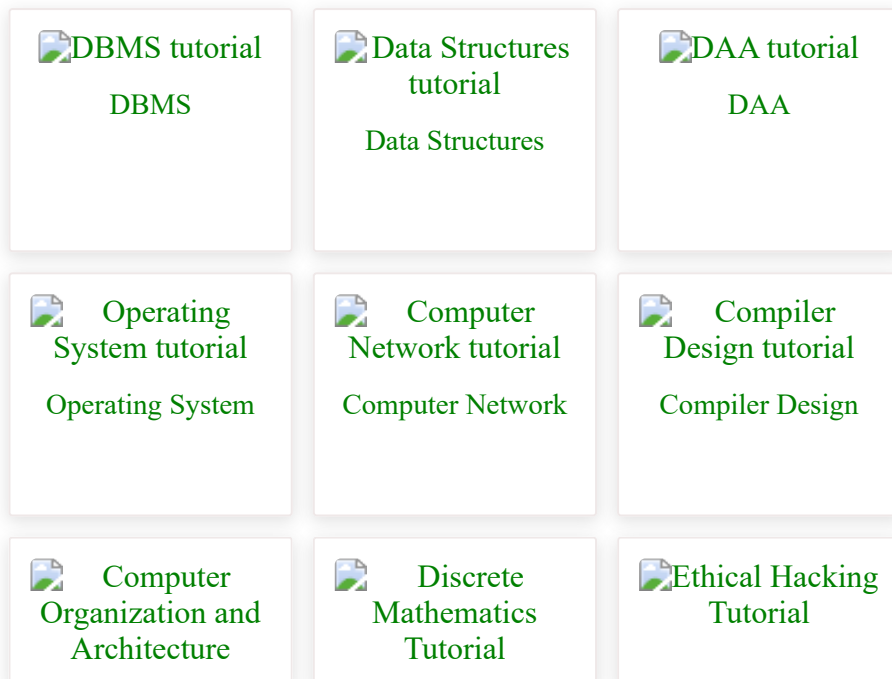 DBMS tutorial
DBMS
Data Structures
tutorial
Data Structures
DAA tutorial
DAA
Operating
System tutorial
Operating System
Computer
Network tutorial
Computer Network
Compiler
Design tutorial
Compiler Design
Computer
Organization and
Architecture
Discrete
Mathematics
Tutorial
Ethical Hacking
Tutorial